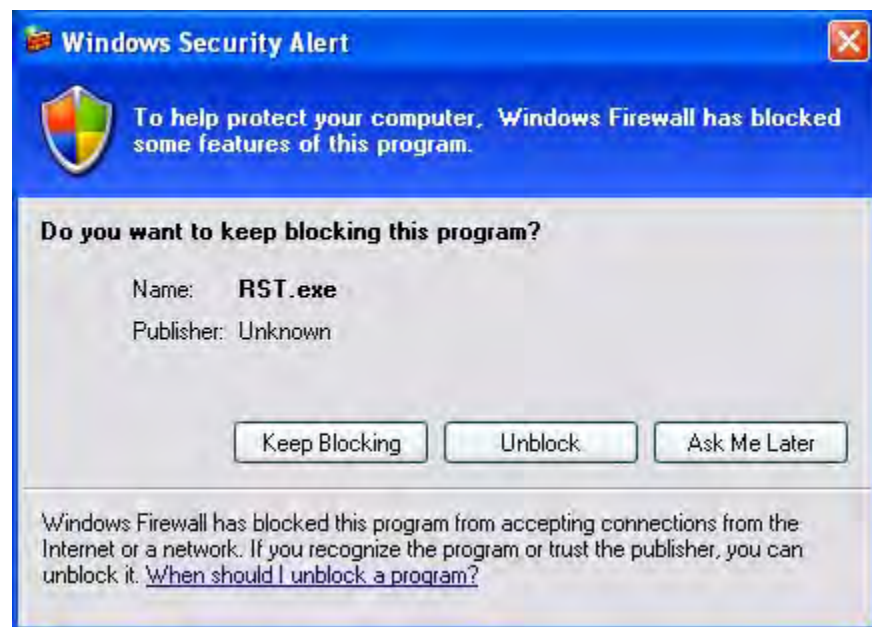 Windows Security Alert
To help protect your computer, Windows Firewall has blocked
some features of this program.
Do you want to keep blocking this program?
Name: RST.exe
Publisher: Unknown
Keep Blocking Unblock Ask Me Later
Windows Firewall has blocked this program from accepting connections from the
Internet or a network. If you recognize the program or trust the publisher, you can
unblock it. When should I unblock a program?